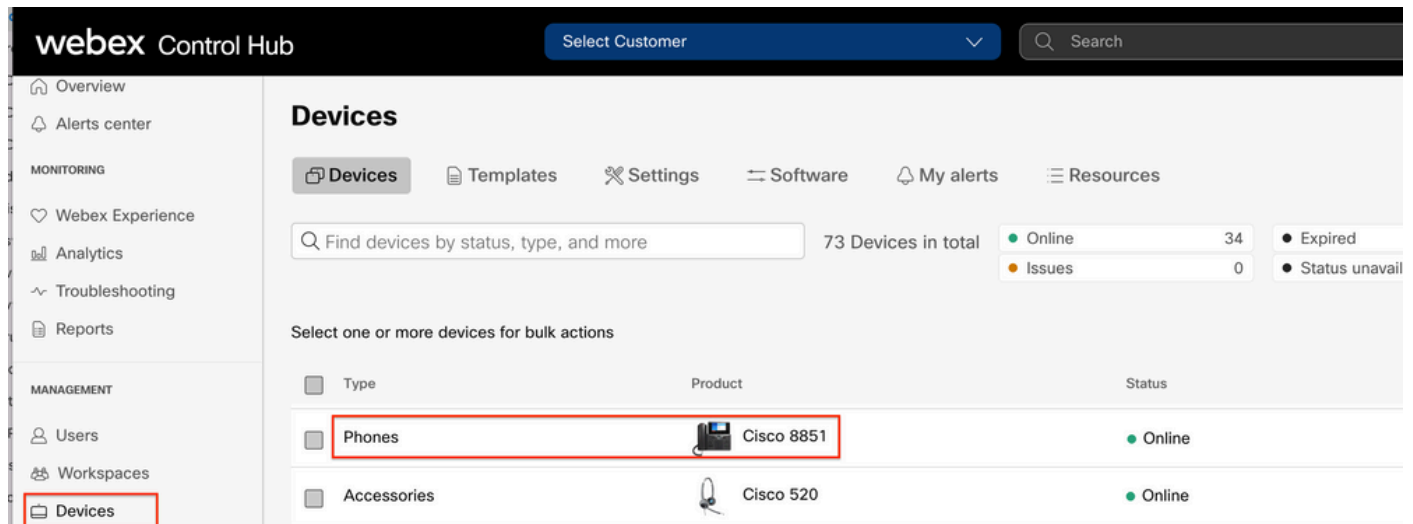 webex Control Hub
Select Customer
Search
Overview
Alerts center
MONITORING
Webex Experience
Analytics
Troubleshooting
Reports
MANAGEMENT
Users
Workspaces
Devices
Devices
Devices Templates Settings Software My alerts Resources
Find devices by status, type, and more
73 Devices in total
Online 34
Issues 0
Expired
Status unavail
Select one or more devices for bulk actions
Type Product Status
Phones Cisco 8851 Online
Accessories Cisco 520 Online